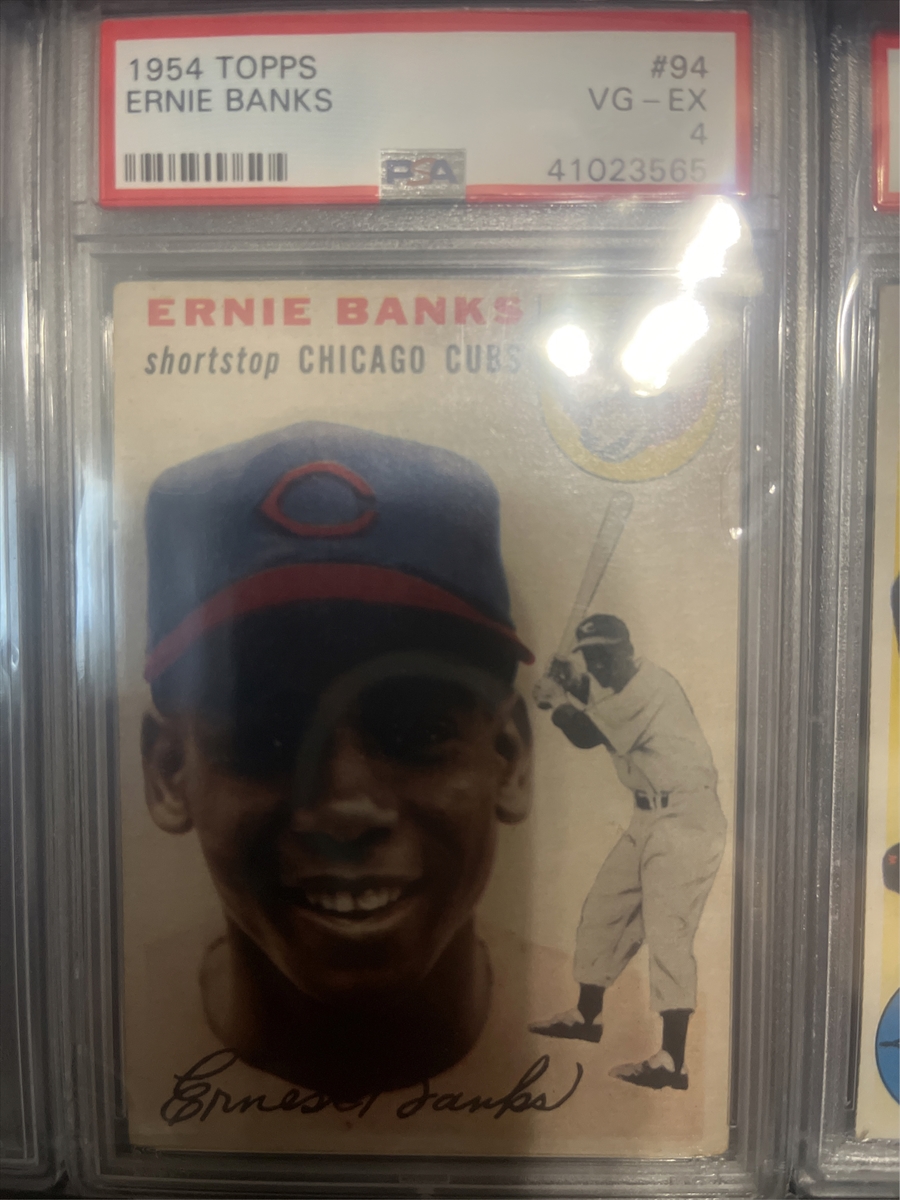 1954 TOPPS #94
ERNIE BANKS VG – EX
4
PSA 41023565
ERNIE BANKS
shortstop CHICAGO CUBS
C
Ernest Banks